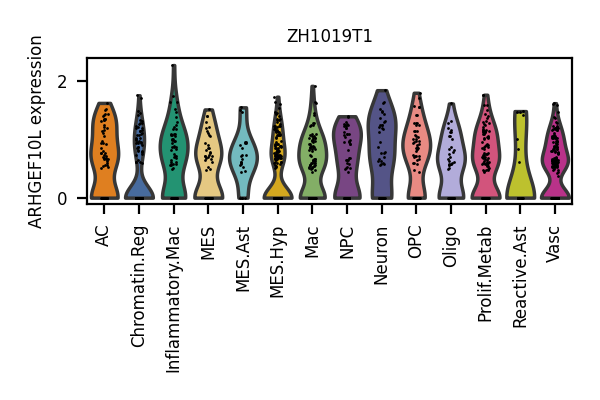 ZH1019T1
ARHGEF10L expression
2
0
AC
Chromatin.Reg
Inflammatory.Mac
MES
MES.Ast
MES.Hyp
Mac
NPC
Neuron
OPC
Oligo
Prolif.Metab
Reactive.Ast
Vasc